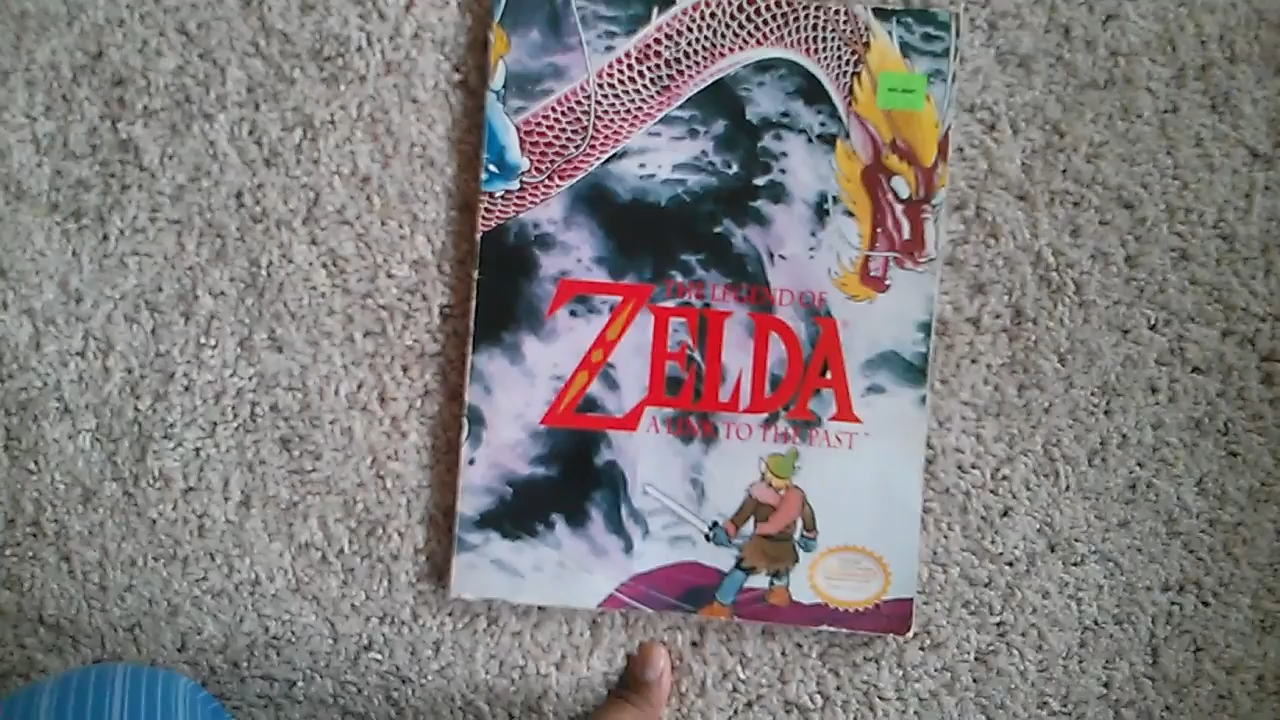 THE LEGEND OF
ZELDA
A LINK TO THE PAST